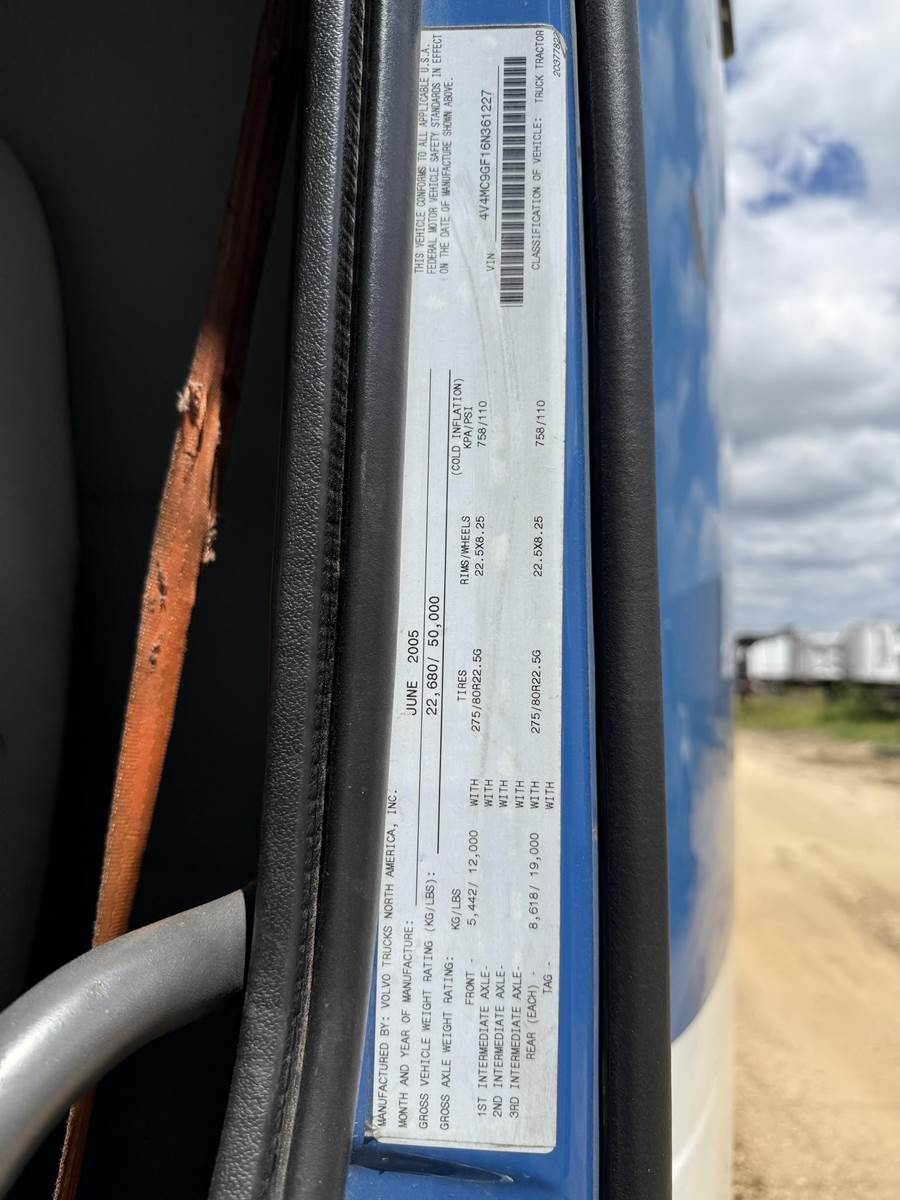 MANUFACTURED BY: VOLVO TRUCKS NORTH AMERICA, INC.
MONTH AND YEAR OF MANUFACTURE: JUNE 2005
GROSS VEHICLE WEIGHT RATING (KG/LBS): 22,680/ 50,000
GROSS AXLE WEIGHT RATING: KG/LBS TIRES RIMS/WHEELS (COLD INFLATION) KPA/PSI
FRONT - 5,442/ 12,000 WITH 275/80R22.5G 22.5X8.25 758/110
1ST INTERMEDIATE AXLE- WITH
2ND INTERMEDIATE AXLE- WITH
3RD INTERMEDIATE AXLE- WITH
REAR (EACH) - 8,618/ 19,000 WITH 275/80R22.5G 22.5X8.25 758/110
TAG - WITH
THIS VEHICLE CONFORMS TO ALL APPLICABLE U.S.A.
FEDERAL MOTOR VEHICLE SAFETY STANDARDS IN EFFECT
ON THE DATE OF MANUFACTURE SHOWN ABOVE.
VIN 4V4MC9GF16N361227
CLASSIFICATION OF VEHICLE: TRUCK TRACTOR